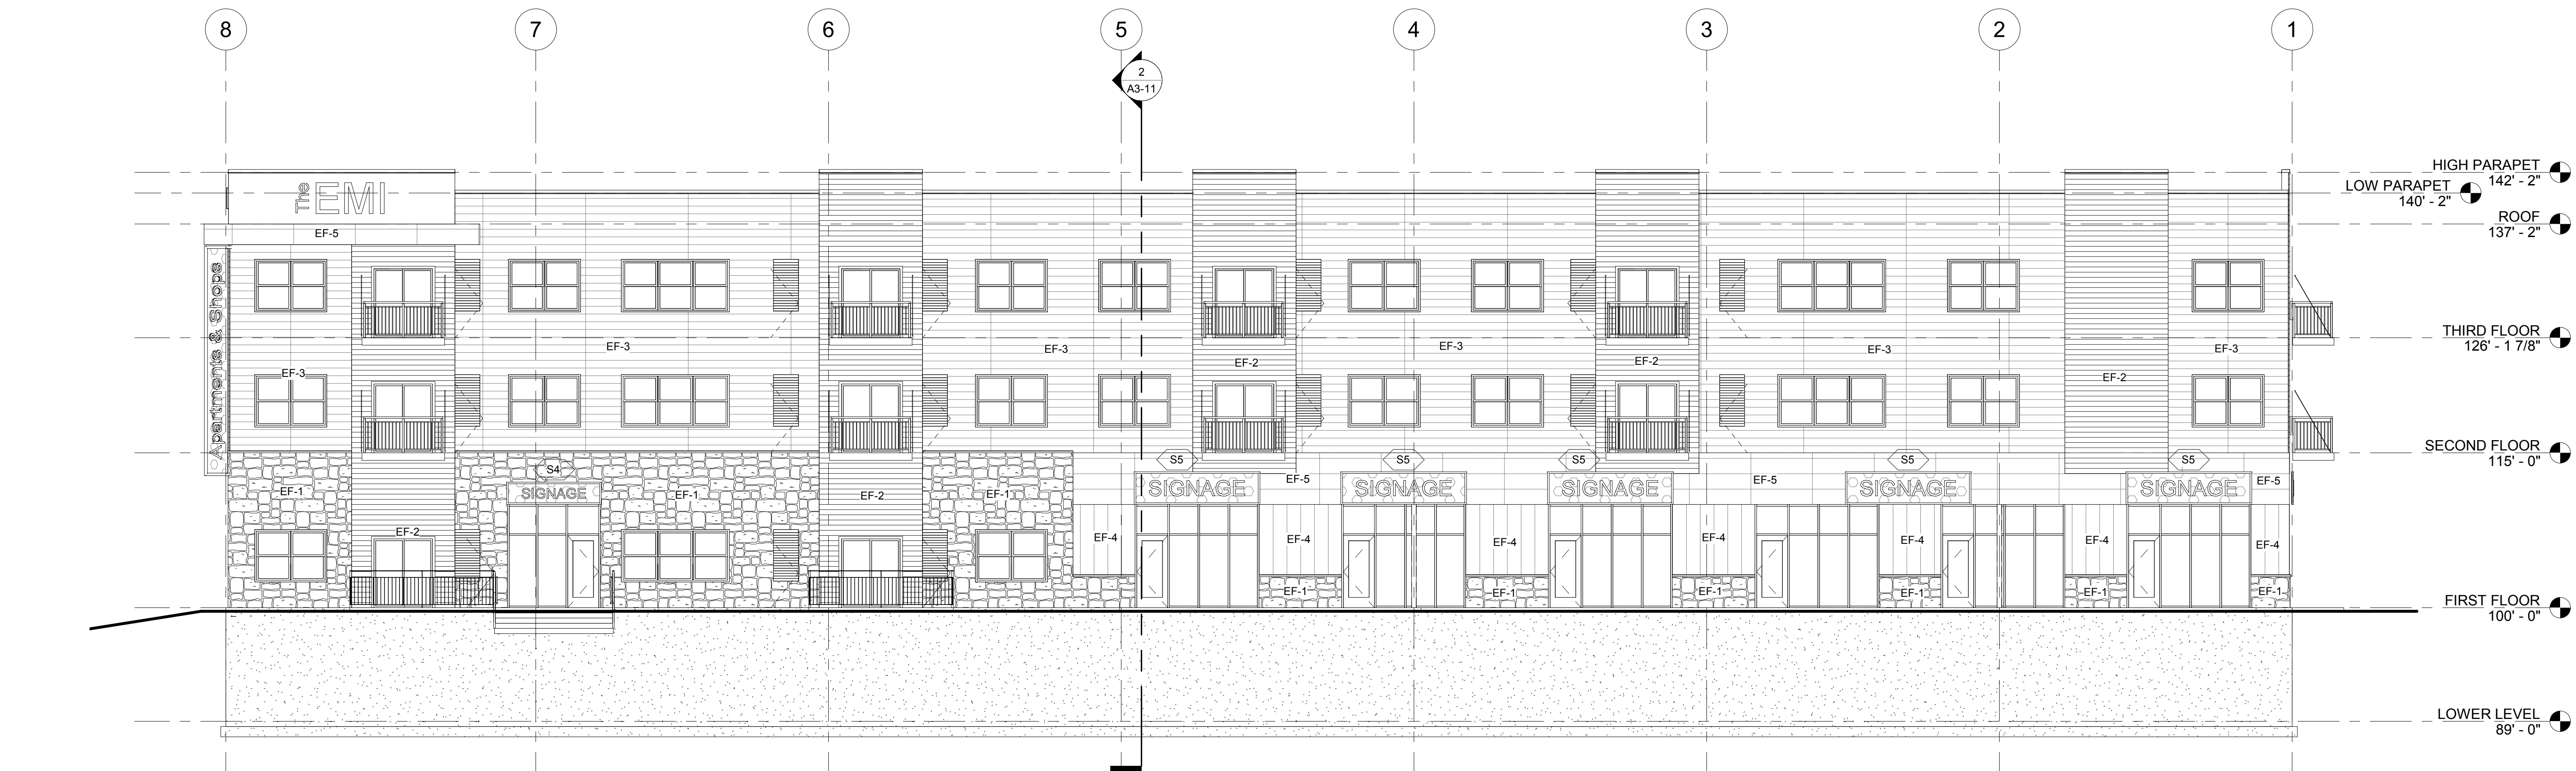 8 7 6 5 4 3 2 1
2
A3-11
HIGH PARAPET
142' - 2"
LOW PARAPET
140' - 2"
The EMI
ROOF
137' - 2"
EF-5
Apartments & Shops
THIRD FLOOR
126' - 1 7/8"
EF-3 EF-3 EF-3 EF-3 EF-3
EF-2 EF-2
EF-3
EF-2
SECOND FLOOR
115' - 0"
S4 S5 S5 S5 S5 S5
EF-5 EF-5 EF-5
SIGNAGE SIGNAGE SIGNAGE SIGNAGE SIGNAGE
EF-1 SIGNAGE EF-1 EF-2 EF-1
EF-2
EF-4 EF-4 EF-4 EF-4 EF-4 EF-4 EF-4
EF-1 EF-1 EF-1 EF-1 EF-1 EF-1
FIRST FLOOR
100' - 0"
LOWER LEVEL
89' - 0"